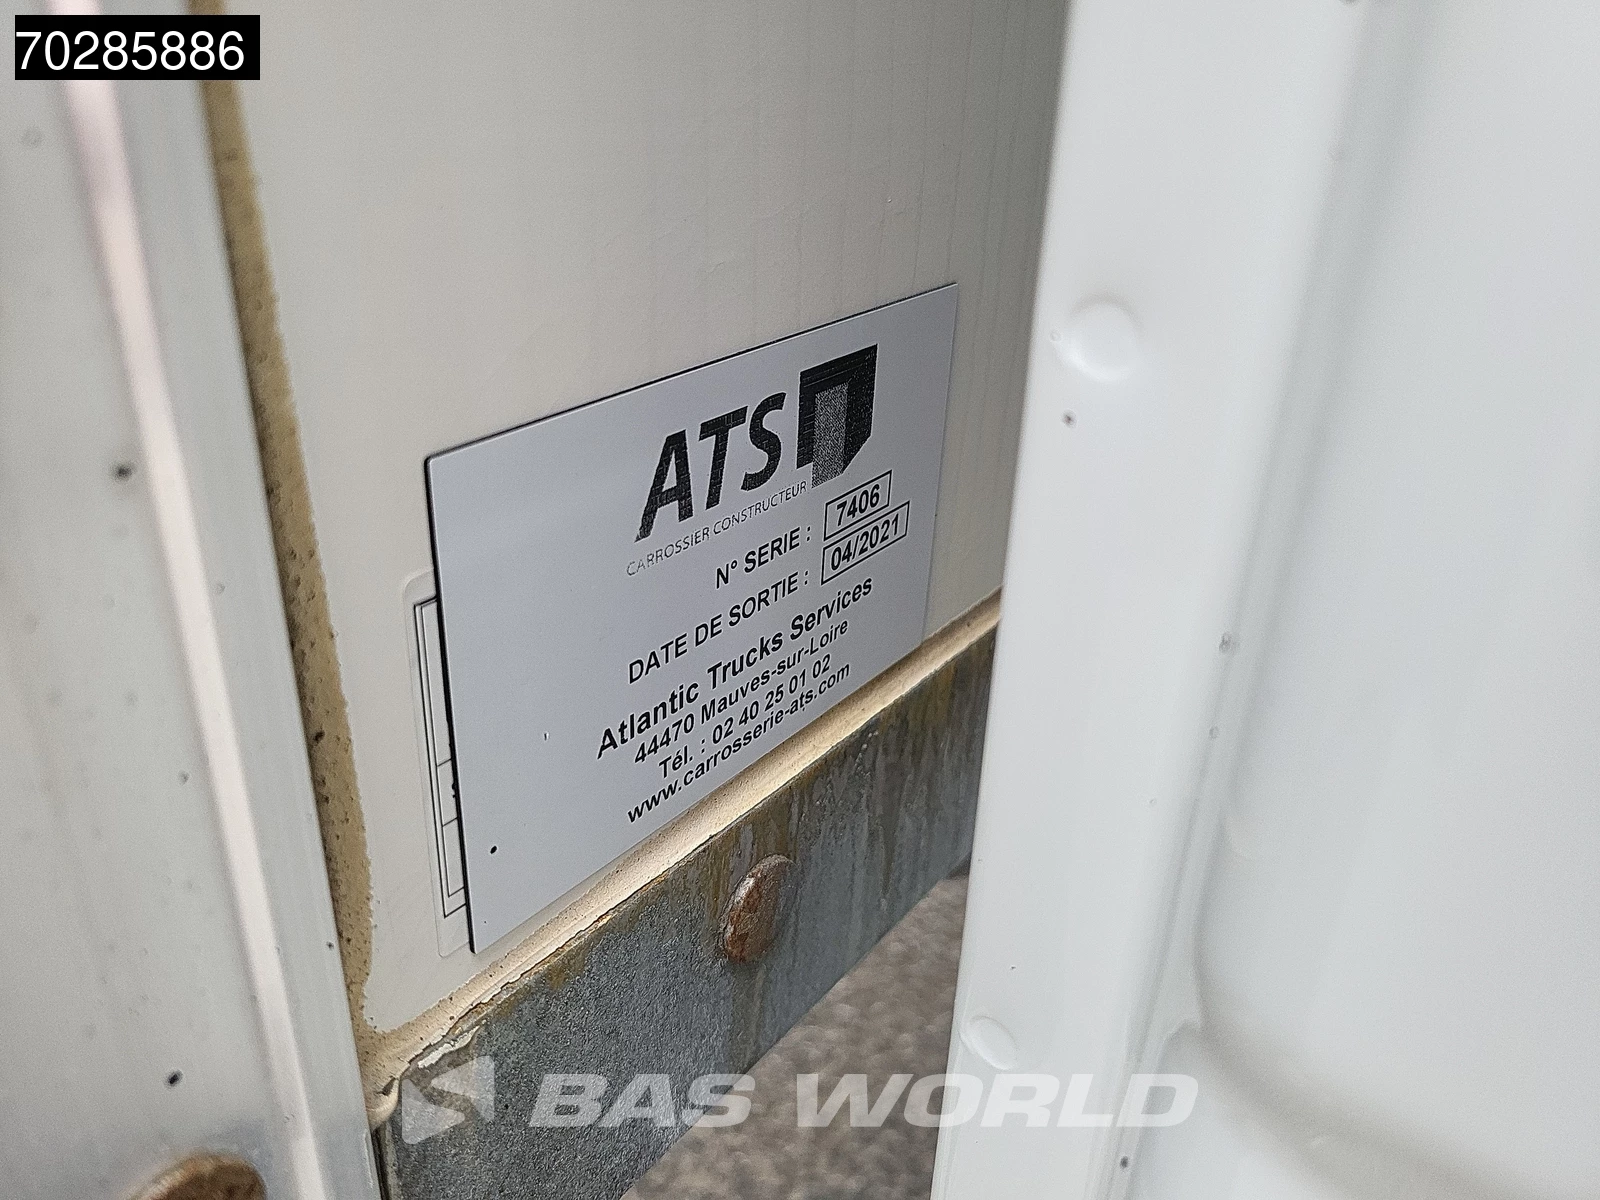 70285886
ATS
CARROSSIER CONSTRUCTEUR
N° SERIE : 7406
DATE DE SORTIE : 04/2021
Atlantic Trucks Services
44470 Mauves-sur-Loire
Tél. : 02 40 25 01 02
www.carrosserie-ats.com
BAS WORLD